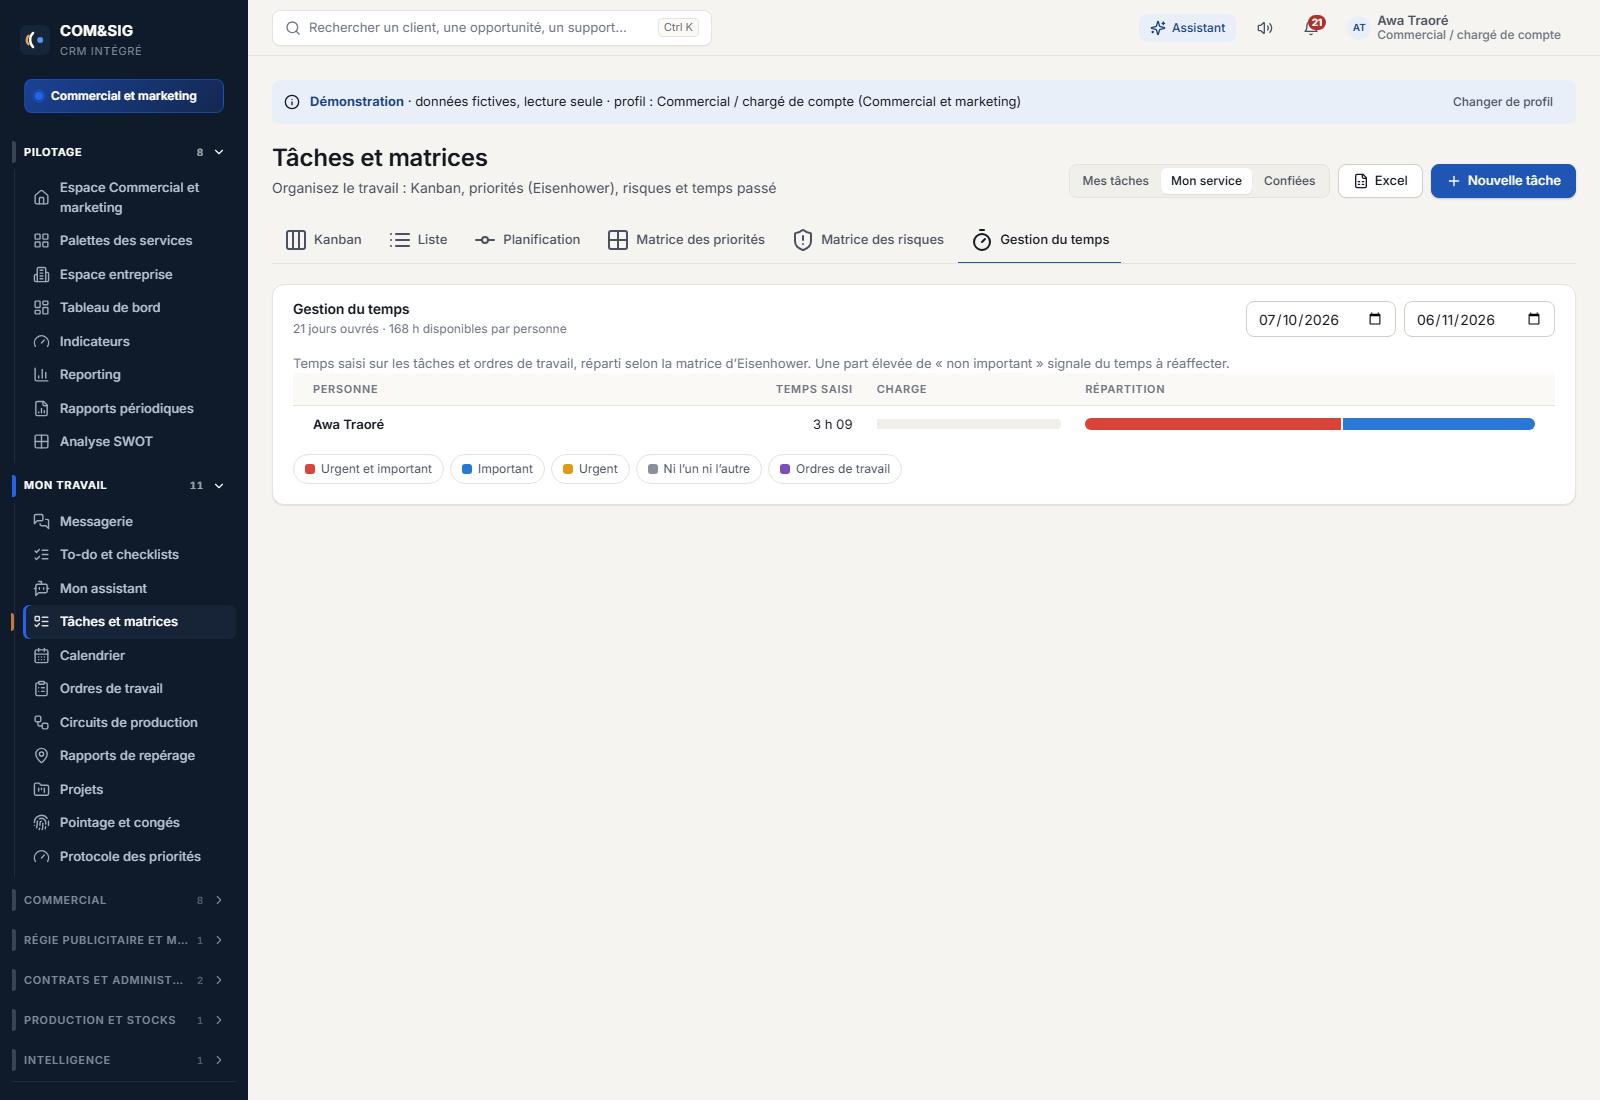 COM&SIG
CRM INTÉGRÉ
Commercial et marketing
PILOTAGE 8
Espace Commercial et
marketing
Palettes des services
Espace entreprise
Tableau de bord
Indicateurs
Reporting
Rapports périodiques
Analyse SWOT
MON TRAVAIL 11
Messagerie
To-do et checklists
Mon assistant
Tâches et matrices
Calendrier
Ordres de travail
Circuits de production
Rapports de repérage
Projets
Pointage et congés
Protocole des priorités
COMMERCIAL 8
RÉGIE PUBLICITAIRE ET M... 1
CONTRATS ET ADMINIST... 2
PRODUCTION ET STOCKS 1
INTELLIGENCE 1
Rechercher un client, une opportunité, un support... Ctrl K
Assistant
21
AT
Awa Traoré
Commercial / chargé de compte
Démonstration · données fictives, lecture seule · profil : Commercial / chargé de compte (Commercial et marketing)
Changer de profil
Tâches et matrices
Organisez le travail : Kanban, priorités (Eisenhower), risques et temps passé
Mes tâches Mon service Confiées
Excel
Nouvelle tâche
Kanban Liste Planification Matrice des priorités Matrice des risques Gestion du temps
Gestion du temps
21 jours ouvrés · 168 h disponibles par personne
07/10/2026 06/11/2026
Temps saisi sur les tâches et ordres de travail, réparti selon la matrice d’Eisenhower. Une part élevée de « non important » signale du temps à réaffecter.
PERSONNE TEMPS SAISI CHARGE RÉPARTITION
Awa Traoré 3 h 09
Urgent et important Important Urgent Ni l’un ni l’autre Ordres de travail